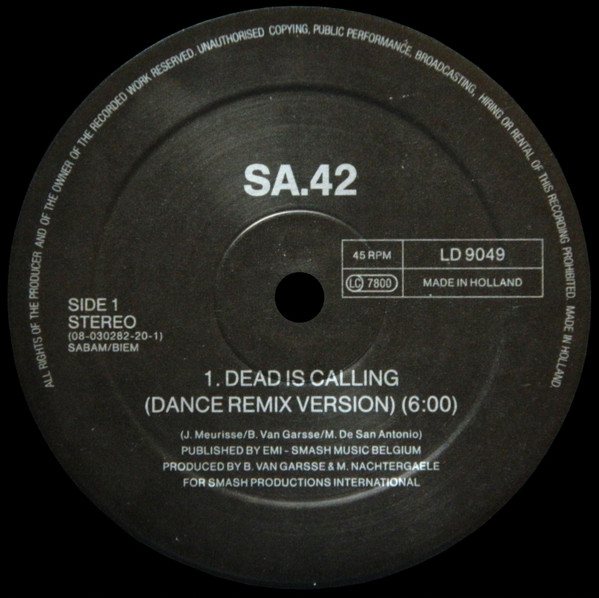 ALL RIGHTS OF THE PRODUCER AND OF THE OWNER OF THE RECORDED WORK RESERVED. UNAUTHORISED COPYING, PUBLIC PERFORMANCE, BROADCASTING, HIRING OR RENTAL OF THIS RECORDING PROHIBITED. MADE IN HOLLAND.
SA.42
45 RPM
LD 9049
LC 7800
MADE IN HOLLAND
SIDE 1
STEREO
(08-030282-20-1)
SABAM/BIEM
1. DEAD IS CALLING
(DANCE REMIX VERSION) (6:00)
(J. Meurisse/B. Van Garsse/M. De San Antonio)
PUBLISHED BY EMI - SMASH MUSIC BELGIUM
PRODUCED BY B. VAN GARSSE & M. NACHTERGAELE
FOR SMASH PRODUCTIONS INTERNATIONAL